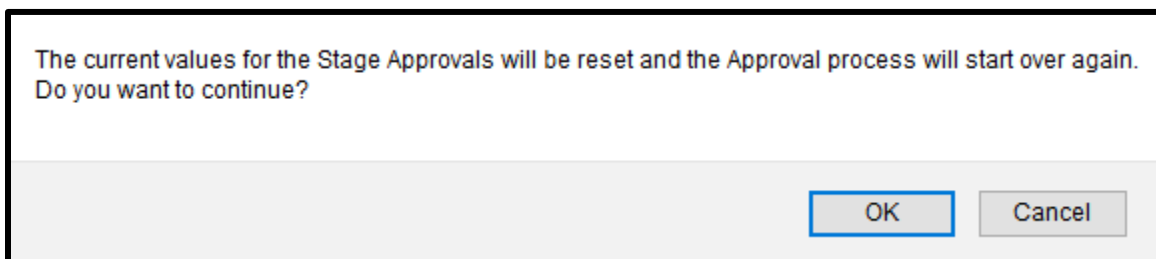 The current values for the Stage Approvals will be reset and the Approval process will start over again.
Do you want to continue?
OK
Cancel